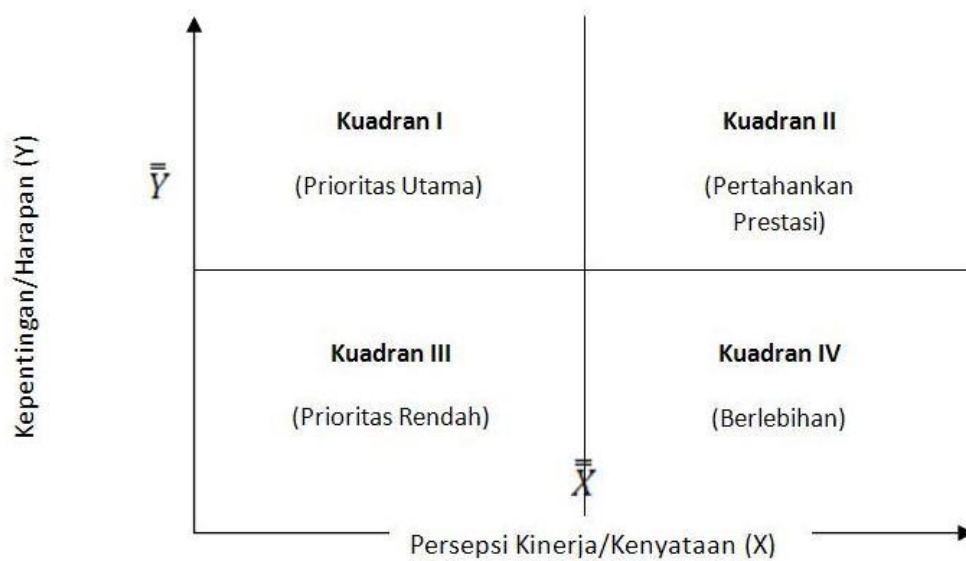 Kepentingan/Harapan (Y)
Kuadran I
(Prioritas Utama)
Kuadran II
(Pertahankan
Prestasi)
Y̿
Kuadran III
(Prioritas Rendah)
Kuadran IV
(Berlebihan)
X̿
Persepsi Kinerja/Kenyataan (X)